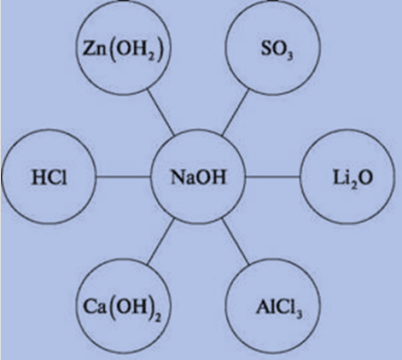 Zn(OH₂)
SO₃
HCl
NaOH
Li₂O
Ca(OH)₂
AlCl₃